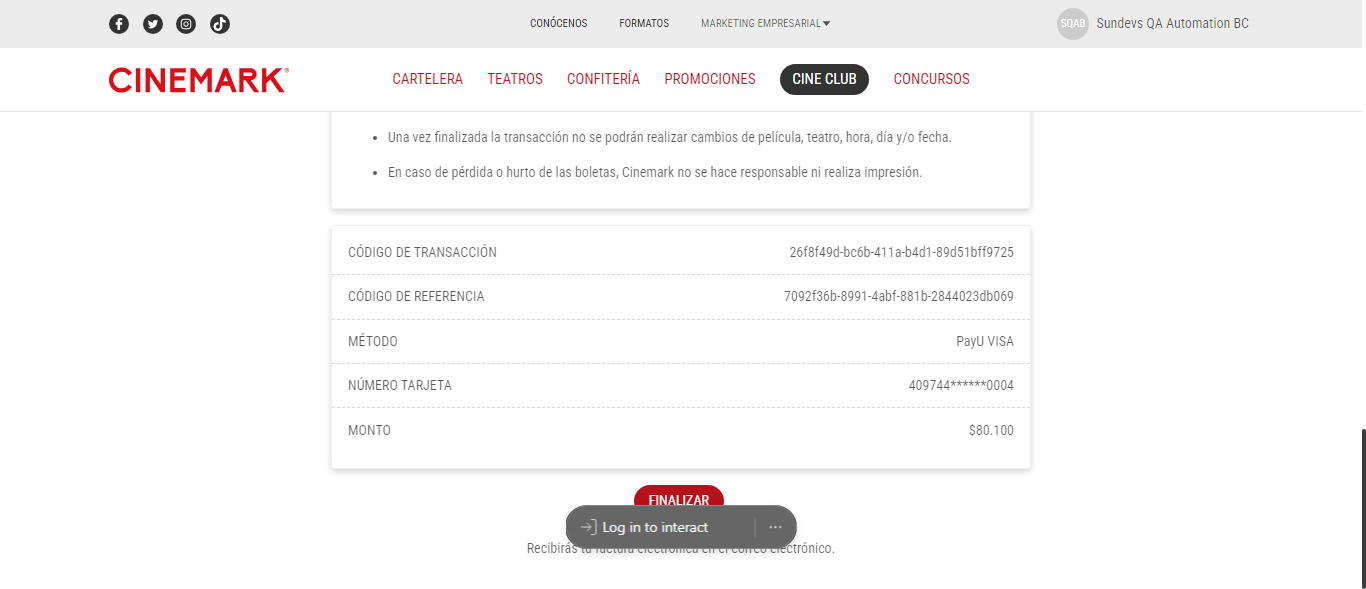 CONÓCENOS FORMATOS MARKETING EMPRESARIAL SQAB Sundevs QA Automation BC
CINEMARK® CARTELERA TEATROS CONFITERÍA PROMOCIONES CINE CLUB CONCURSOS
• Una vez finalizada la transacción no se podrán realizar cambios de película, teatro, hora, día y/o fecha.
• En caso de pérdida o hurto de las boletas, Cinemark no se hace responsable ni realiza impresión.
CÓDIGO DE TRANSACCIÓN 26f8f49d-bc6b-411a-b4d1-89d51bff9725
CÓDIGO DE REFERENCIA 7092f36b-8991-4abf-881b-2844023db069
MÉTODO PayU VISA
NÚMERO TARJETA 409744******0004
MONTO $80.100
FINALIZAR
Log in to interact ...
Recibirás tu factura electrónica en el correo electrónico.